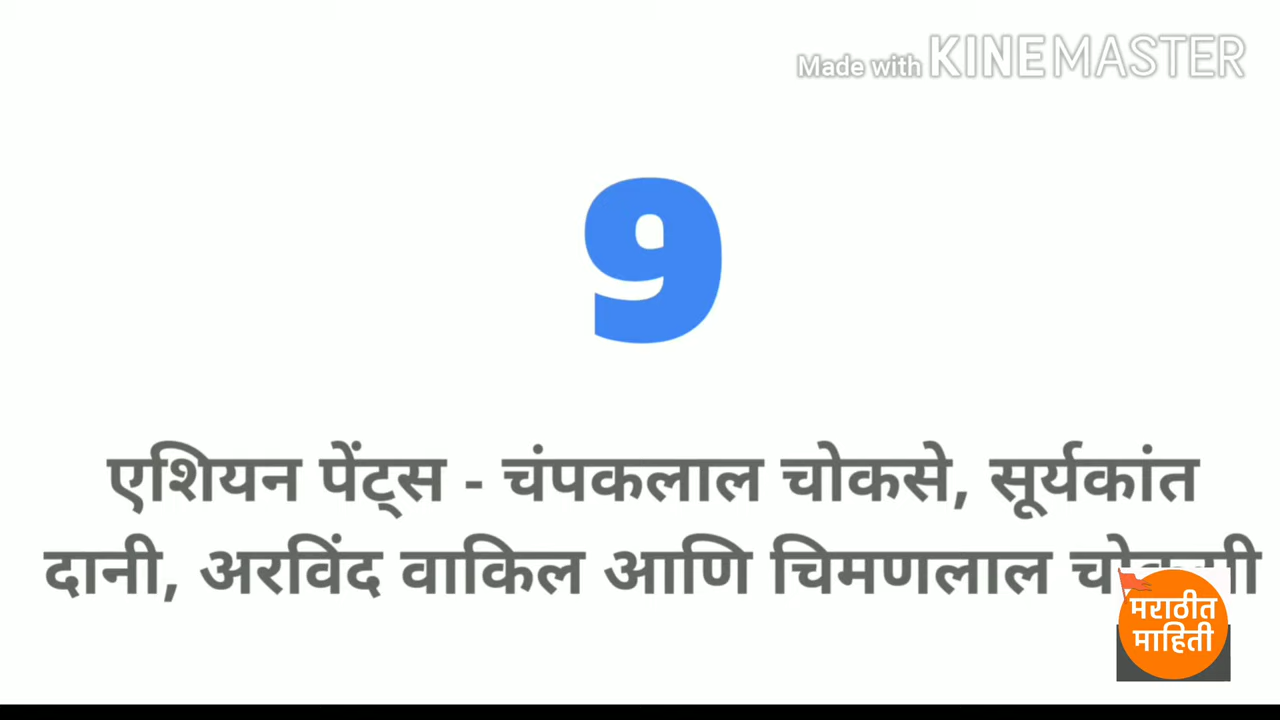 Made with KINEMASTER
9
एशियन पेंट्स - चंपकलाल चोकसे, सूर्यकांत
दानी, अरविंद वाकिल आणि चिमणलाल
मराठीत
माहिती